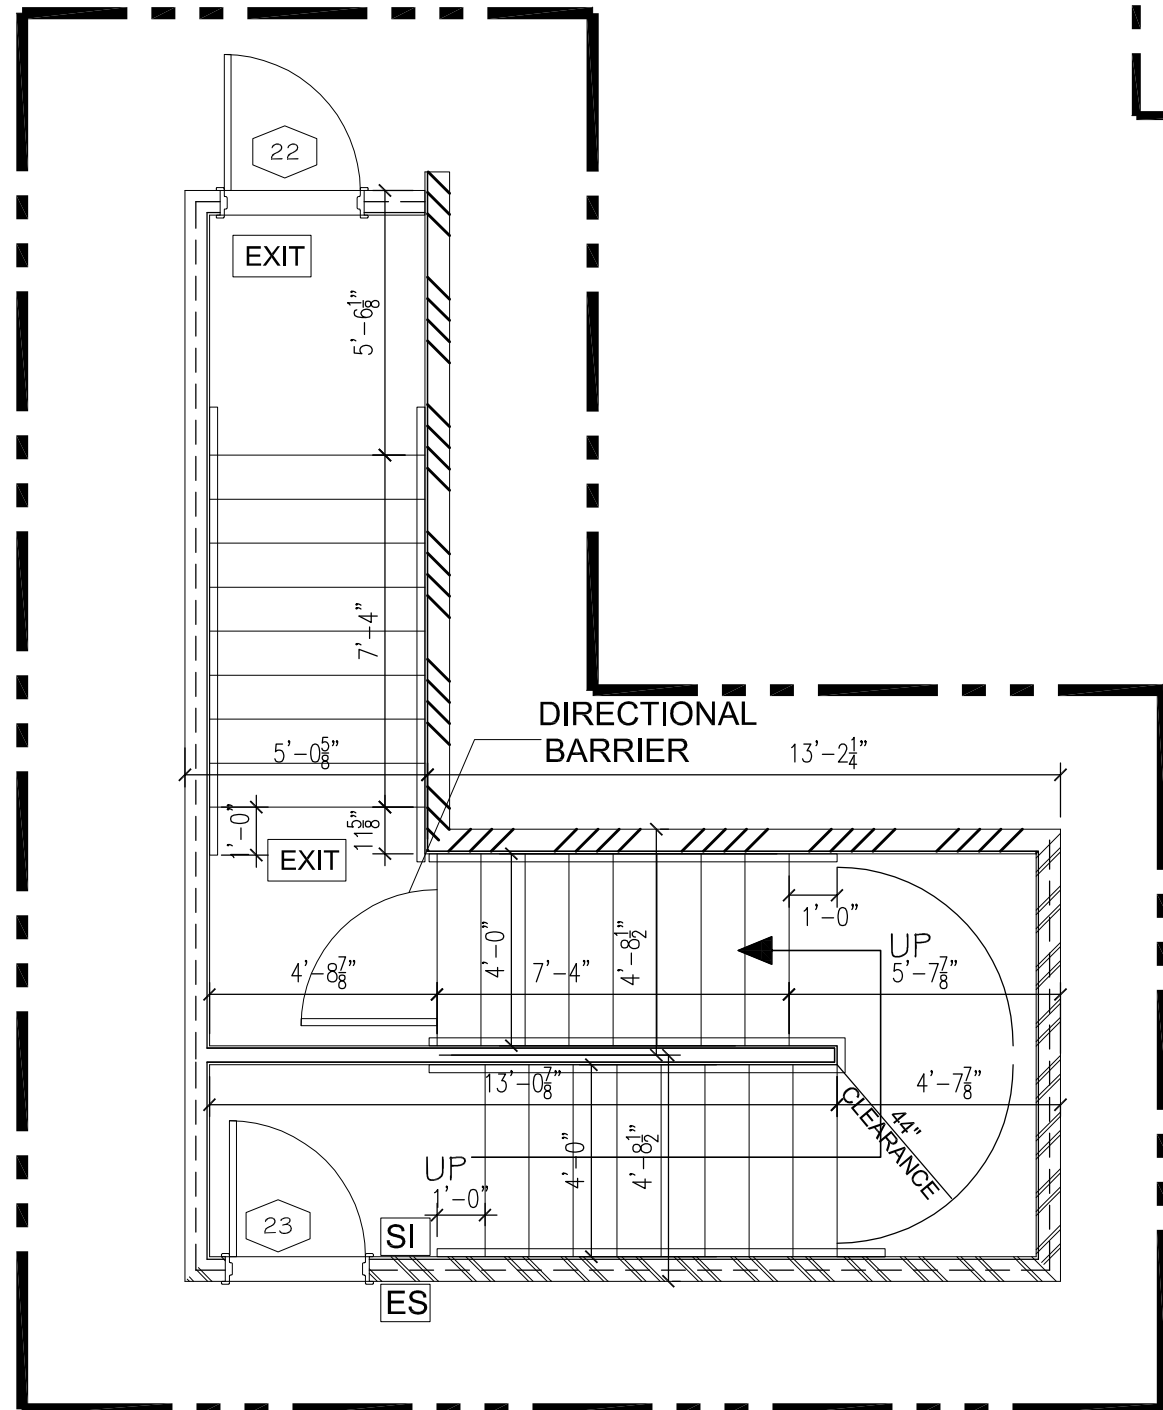 22
EXIT
5'-6 1/8"
7'-4"
DIRECTIONAL
BARRIER
5'-0 5/8"
13'-2 1/4"
1'-0"
11 5/8"
EXIT
1'-0"
4'-0"
4'-8 1/2"
UP
4'-8 7/8"
7'-4"
5'-7 7/8"
13'-0 7/8"
4'-7 7/8"
44"
CLEARANCE
4'-0"
4'-8 1/2"
UP
1'-0"
23
SI
ES